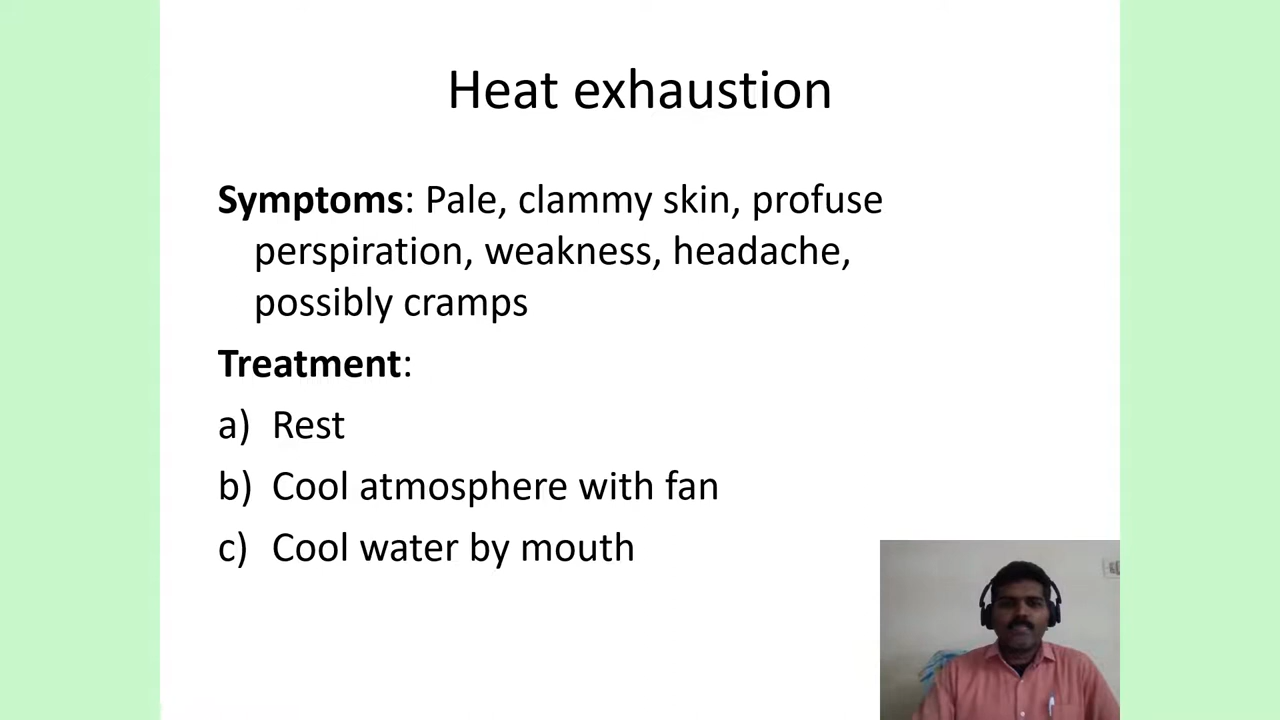 Heat exhaustion
Symptoms: Pale, clammy skin, profuse
perspiration, weakness, headache,
possibly cramps
Treatment:
a) Rest
b) Cool atmosphere with fan
c) Cool water by mouth